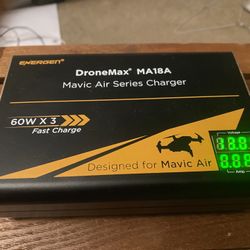 ENERGEN®
DroneMax® MA18A
Mavic Air Series Charger
60W X 3
Fast Charge
Designed for Mavic Air
Voltage
Amp